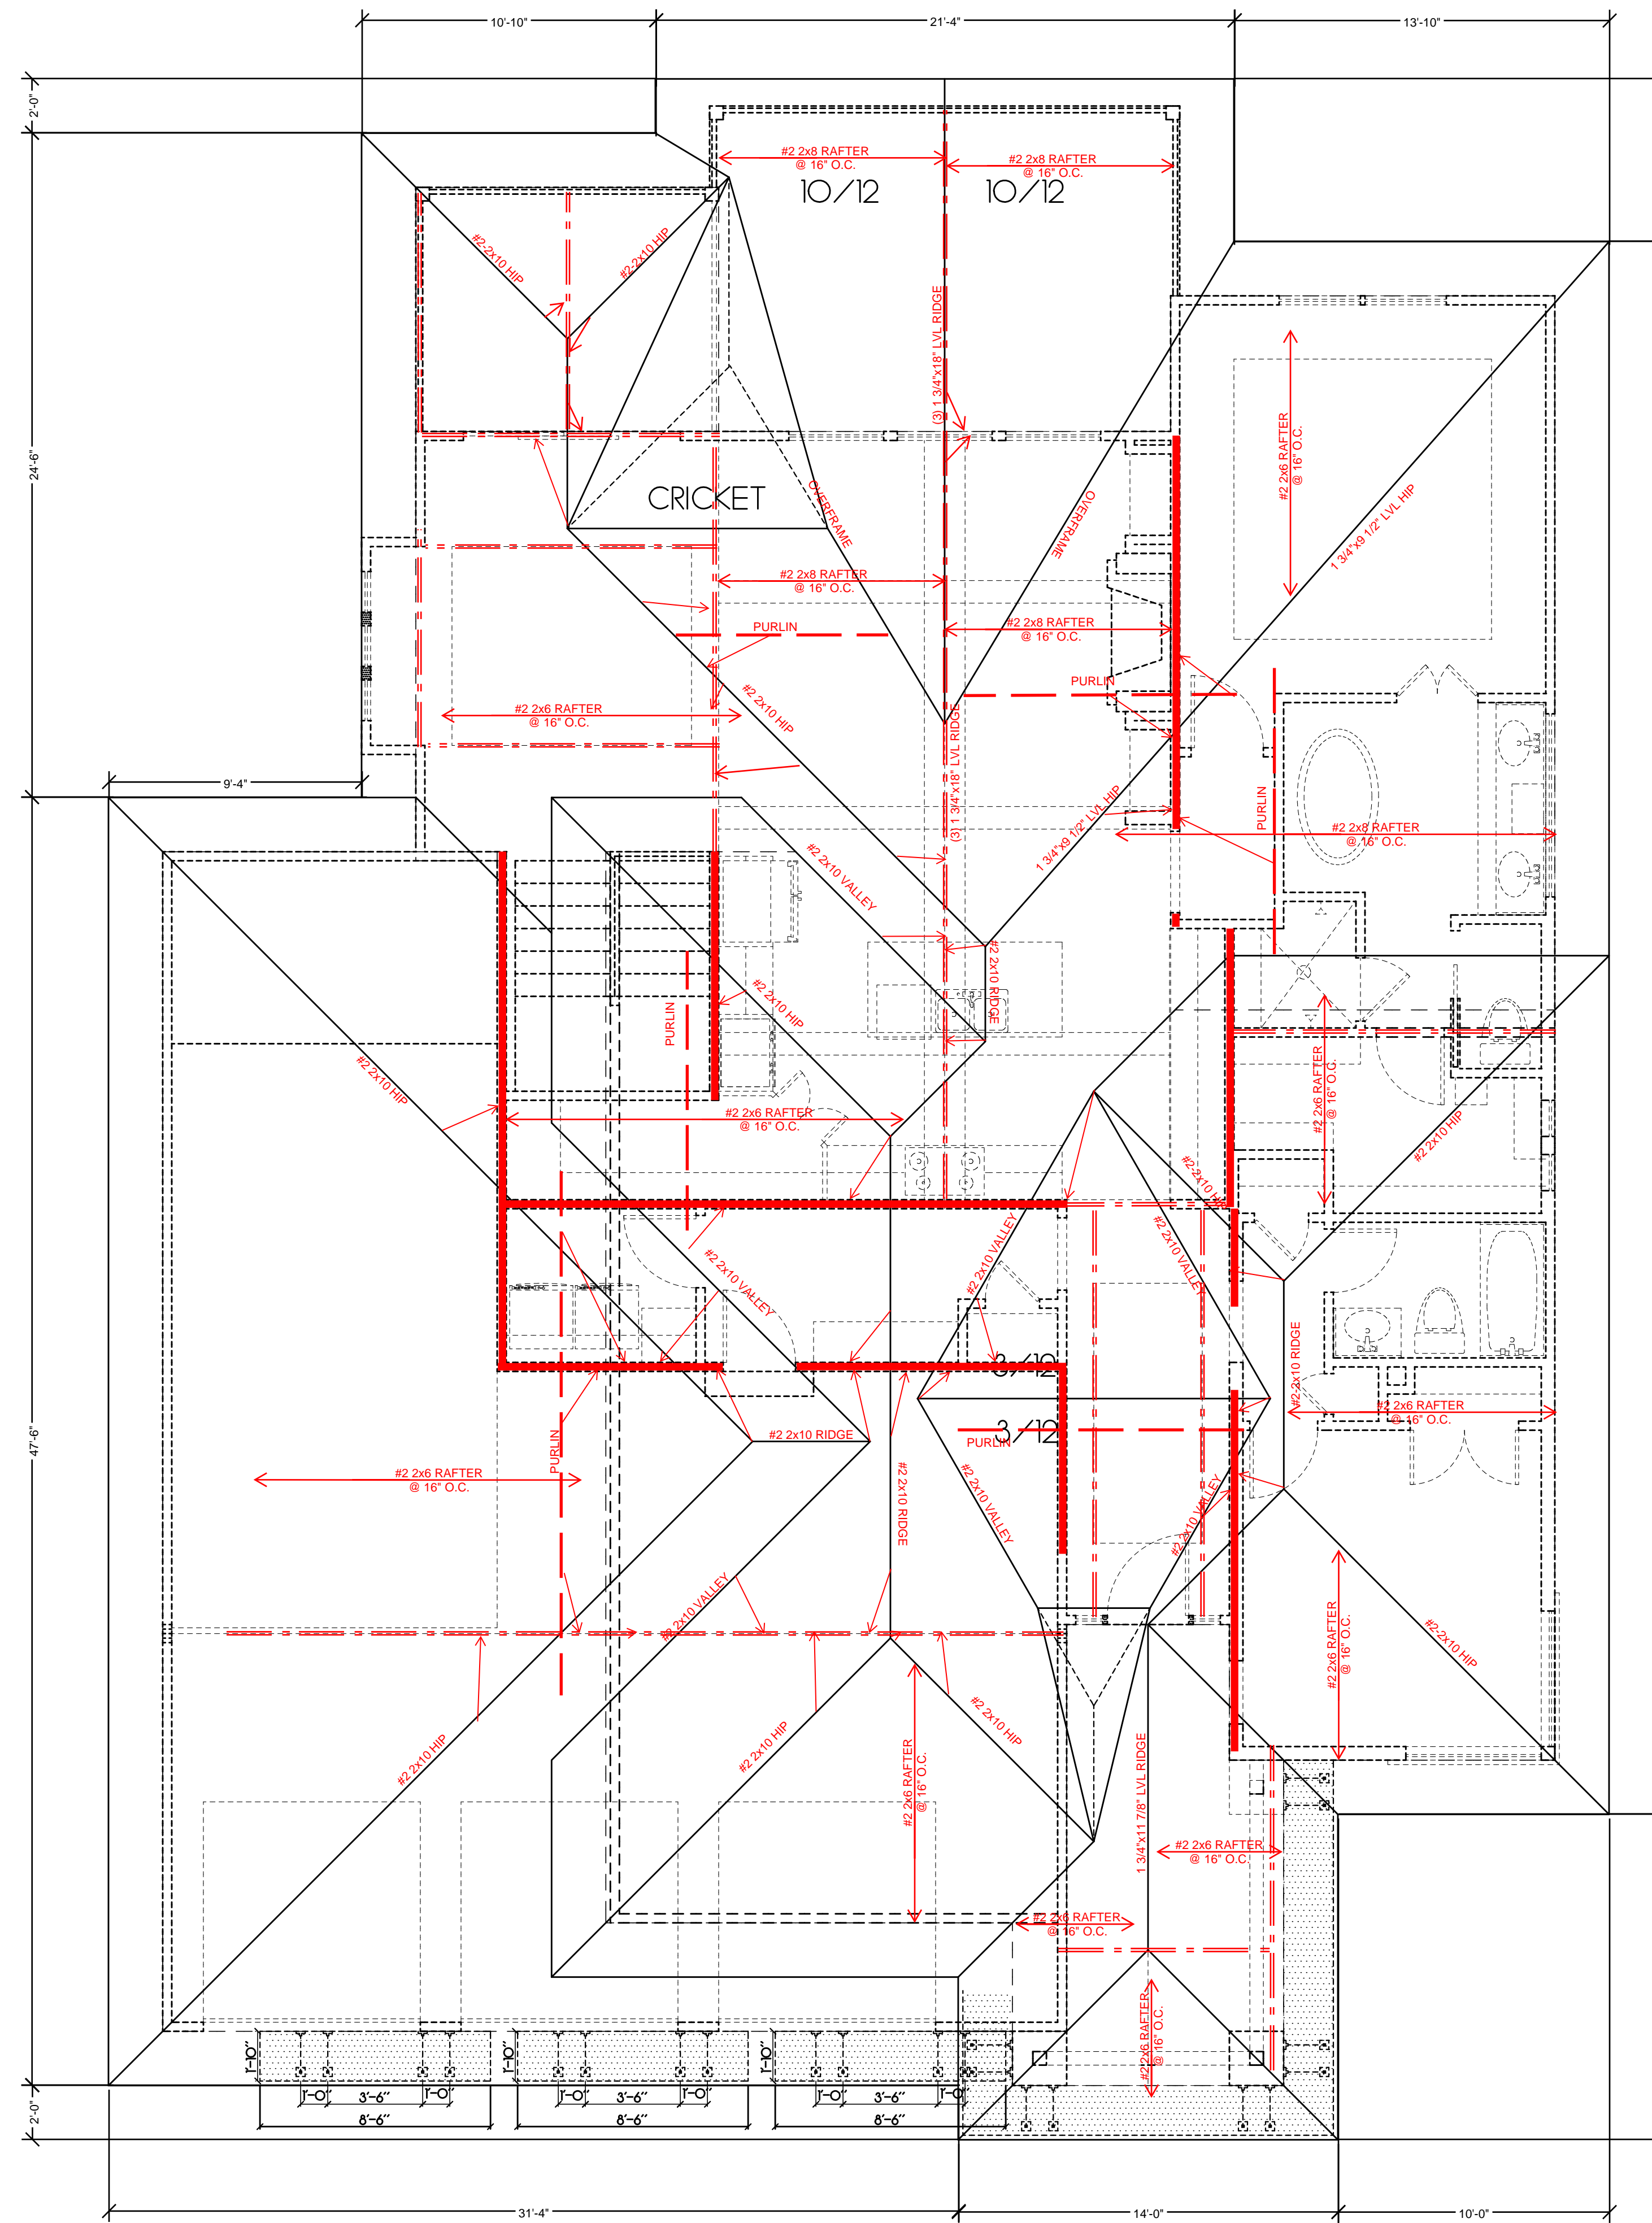 10'-10"
21'-4"
13'-10"
2'-0"
#2 2x8 RAFTER
@ 16" O.C.
#2 2x8 RAFTER
@ 16" O.C.
10/12
10/12
#2-2x10 HIP
#2-2x10 HIP
(3) 1 3/4"x18" LVL RIDGE
24'-6"
#2 2x6 RAFTER
@ 16" O.C.
CRICKET
OVERFRAME
OVERFRAME
1 3/4"x9 1/2" LVL HIP
#2 2x8 RAFTER
@ 16" O.C.
PURLIN
#2 2x8 RAFTER
@ 16" O.C.
PURLIN
#2 2x10 HIP
#2 2x6 RAFTER
@ 16" O.C.
(3) 1 3/4"x18" LVL RIDGE
9'-4"
1 3/4"x9 1/2" LVL HIP
PURLIN
#2 2x8 RAFTER
@ 16" O.C.
#2 2x10 VALLEY
#2 2x10 RIDGE
#2 2x10 HIP
PURLIN
#2 2x10 HIP
#2 2x6 RAFTER
@ 16" O.C.
#2 2x6 RAFTER
@ 16" O.C.
#2 2x10 HIP
#2-2x10 HIP
#2 2x10 VALLEY
#2 2x10 VALLEY
#2 2x10 VALLEY
3/12
3/12
#2-2x10 RIDGE
#2 2x6 RAFTER
@ 16" O.C.
47'-6"
PURLIN
#2 2x10 RIDGE
PURLIN
#2 2x6 RAFTER
@ 16" O.C.
#2 2x10 RIDGE
#2 2x10 VALLEY
#2 2x10 VALLEY
#2 2x10 VALLEY
#2 2x6 RAFTER
@ 16" O.C.
#2-2x10 HIP
#2 2x10 HIP
#2 2x10 HIP
#2 2x10 HIP
#2 2x6 RAFTER
@ 16" O.C.
1 3/4"x11 7/8" LVL RIDGE
#2 2x6 RAFTER
@ 16" O.C.
#2 2x6 RAFTER
@ 16" O.C.
#2 2x6 RAFTER
@ 16" O.C.
1'-10"
1'-10"
1'-10"
1'-0"
3'-6"
1'-0"
1'-0"
3'-6"
1'-0"
1'-0"
3'-6"
1'-0"
8'-6"
8'-6"
8'-6"
2'-0"
31'-4"
14'-0"
10'-0"